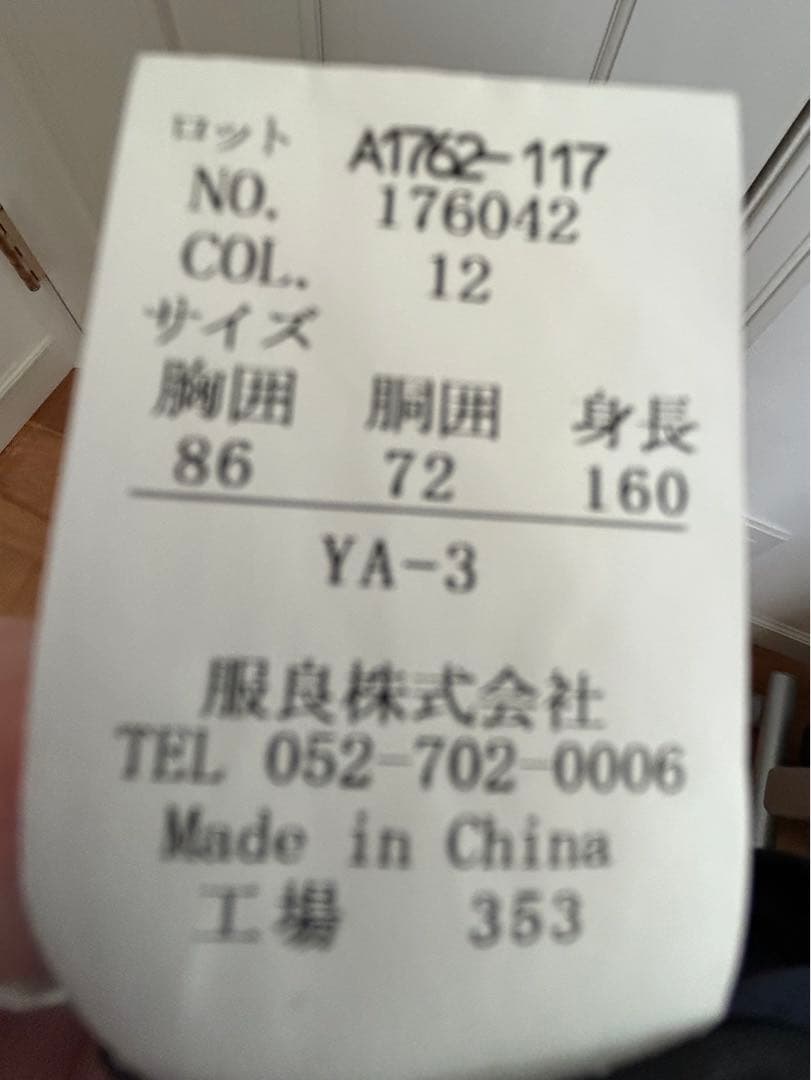 ロット A1762-117
NO. 176042
COL. 12
サイズ
胸囲 胴囲 身長
86 72 160
YA-3
服良株式会社
TEL 052-702-0006
Made in China
工場 353